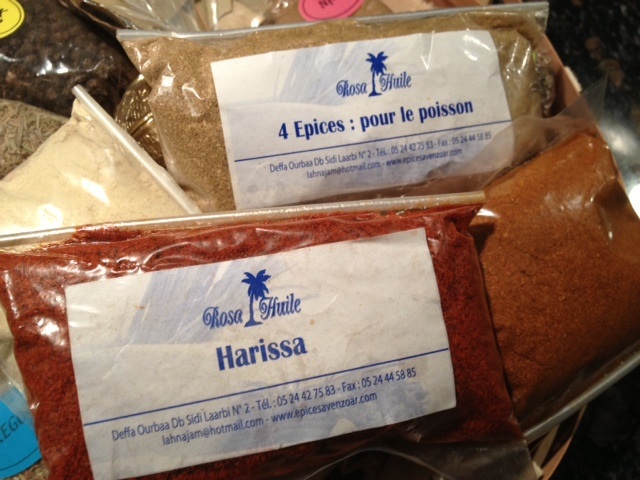 Rosa Huile
4 Epices : pour le poisson
Deffa Ourbaa Db Sidi Laarbi N° 2 - Tél. : 05 24 42 75 83 - Fax : 05 24 44 58 85
lahnajam@hotmail.com - www.epicesavenzoar.com
Rosa Huile
Harissa
Deffa Ourbaa Db Sidi Laarbi N° 2 - Tél. : 05 24 42 75 83 - Fax : 05 24 44 58 85
lahnajam@hotmail.com - www.epicesavenzoar.com